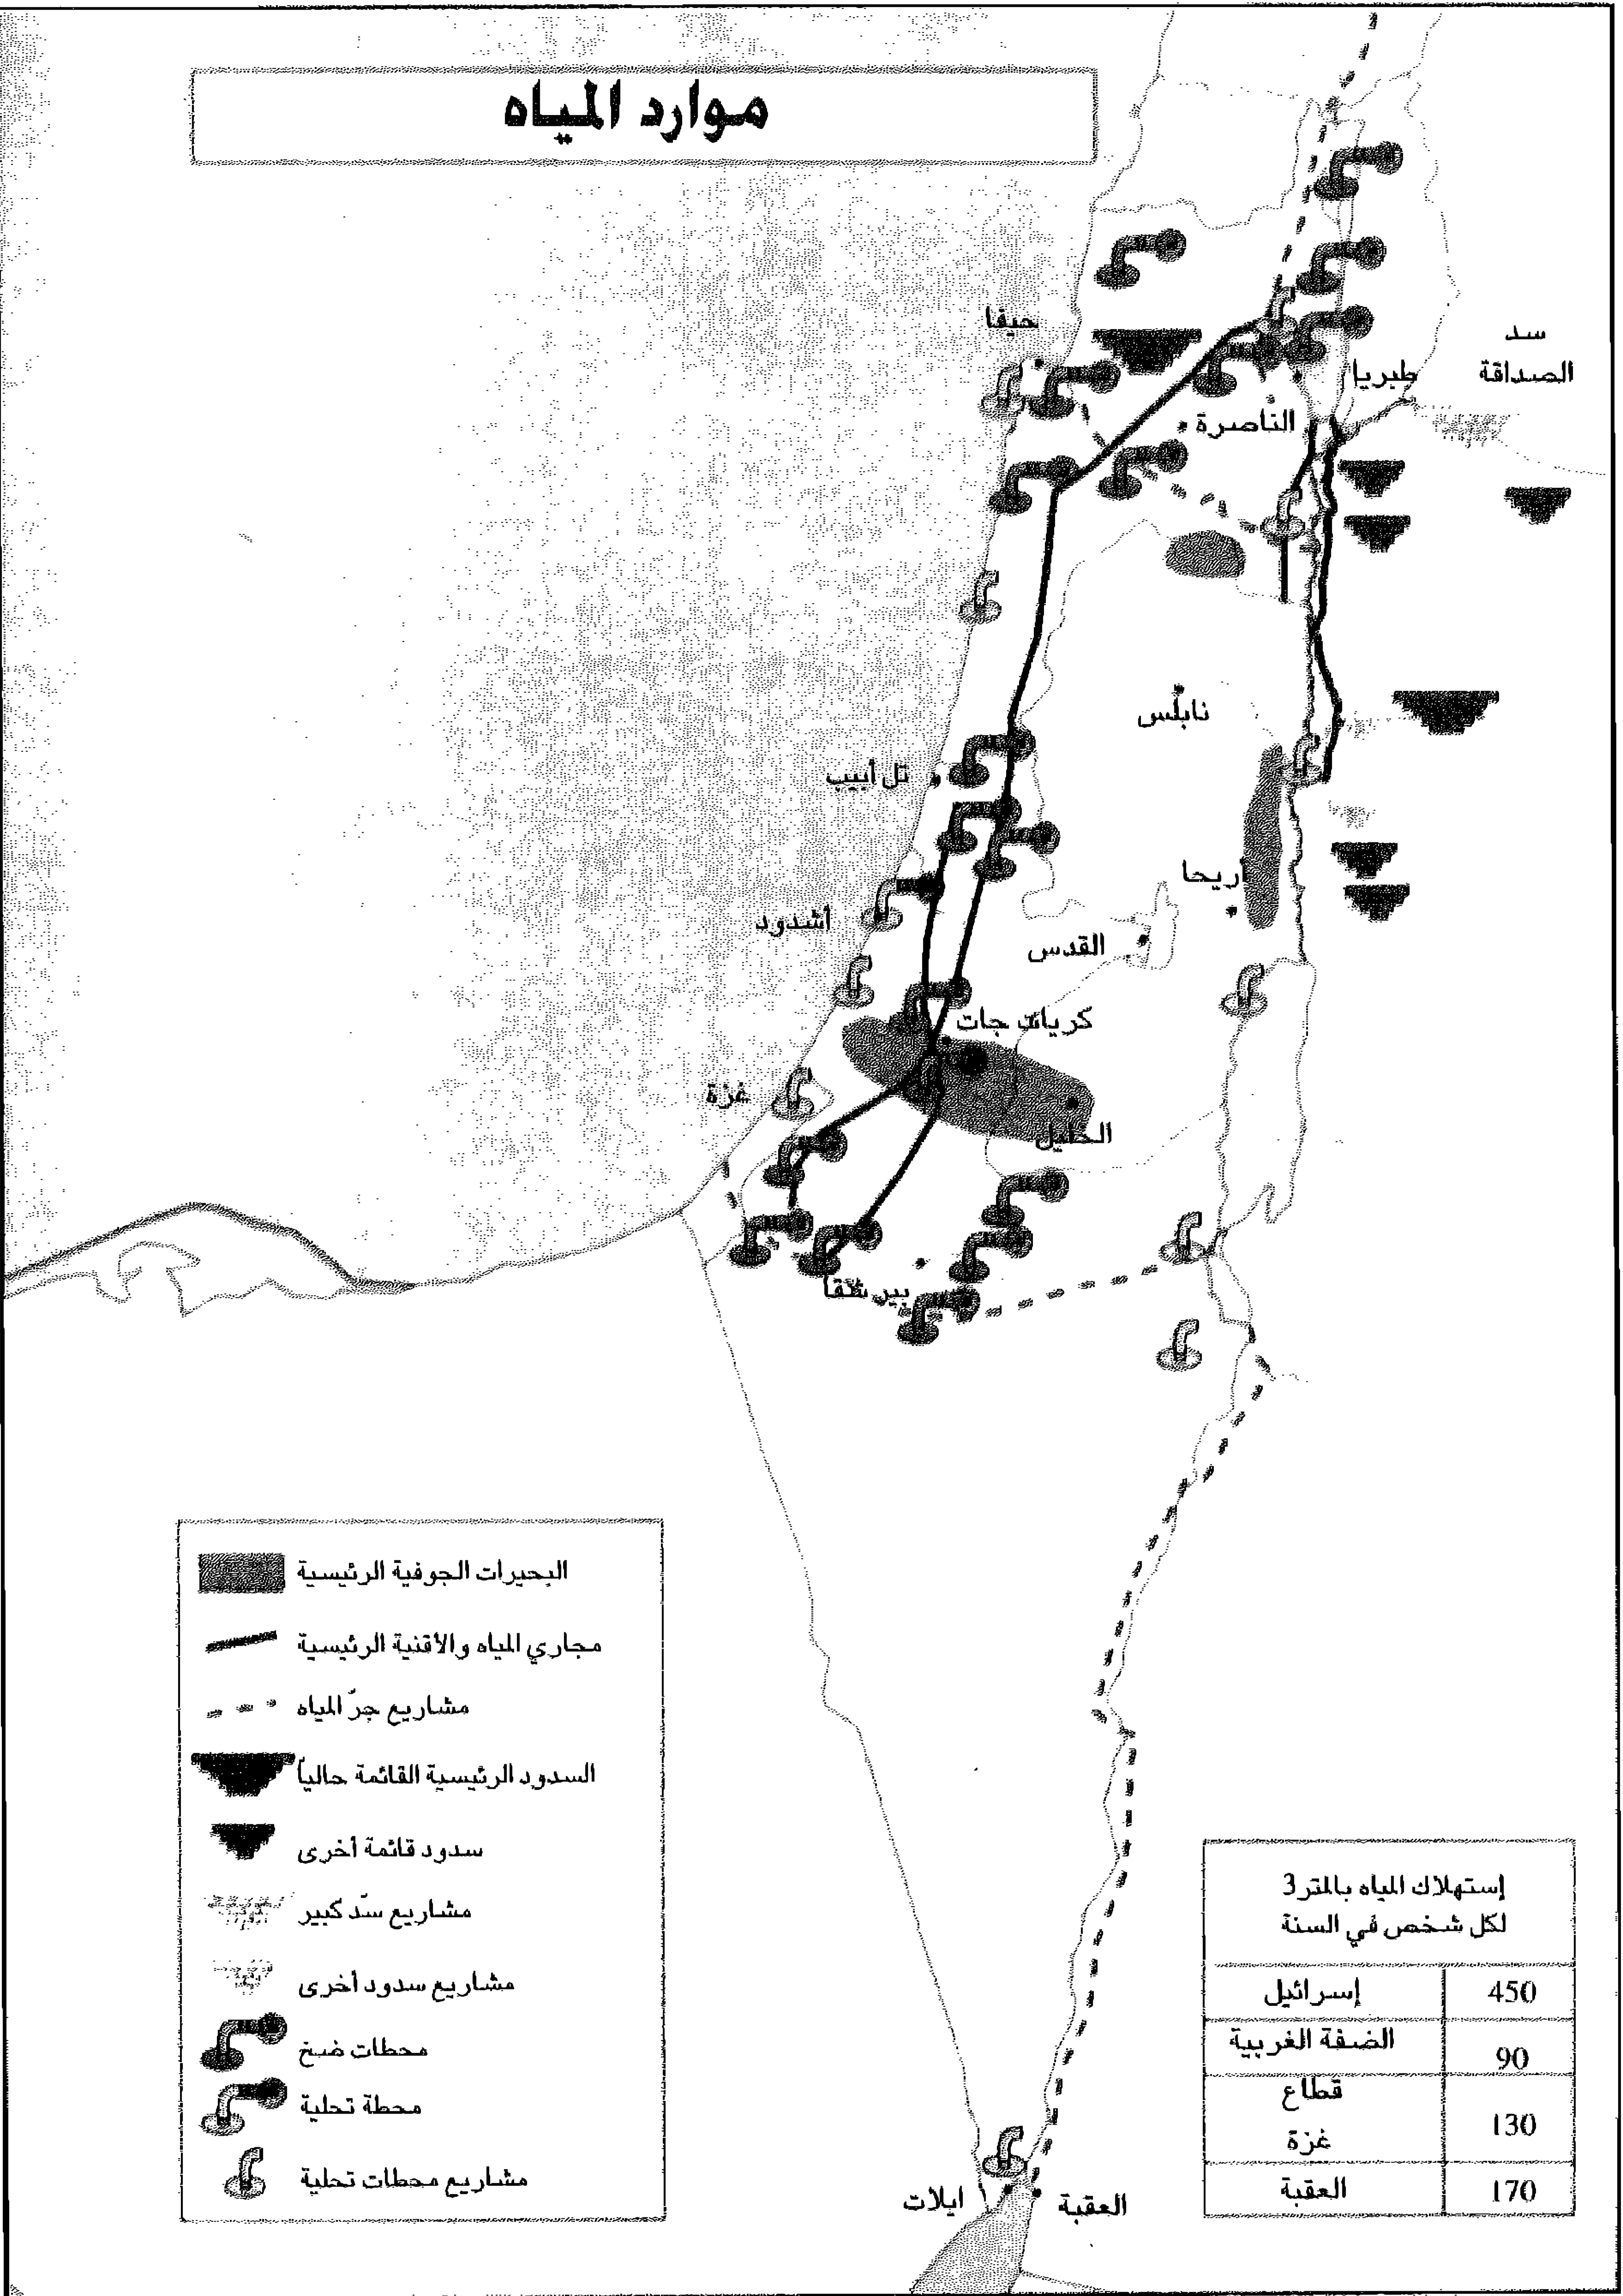 موارد المياه
حيفا
سد
الصداقة
طبريا
الناصرة
نابلس
تل أبيب
أريحا
أشدود
القدس
كريات جات
غزة
الخليل
بير شقا
البحيرات الجوفية الرئيسية
مجاري المياه والأقنية الرئيسية
مشاريع جرّ المياه
السدود الرئيسية القائمة حالياً
سدود قائمة أخرى
مشاريع سدّ كبير
مشاريع سدود أخرى
محطات ضخ
محطة تحلية
مشاريع محطات تحلية
إستهلاك المياه بالمتر3
لكل شخص في السنة
إسرائيل 450
الضفة الغربية 90
قطاع
غزة 130
العقبة 170
ايلات
العقبة